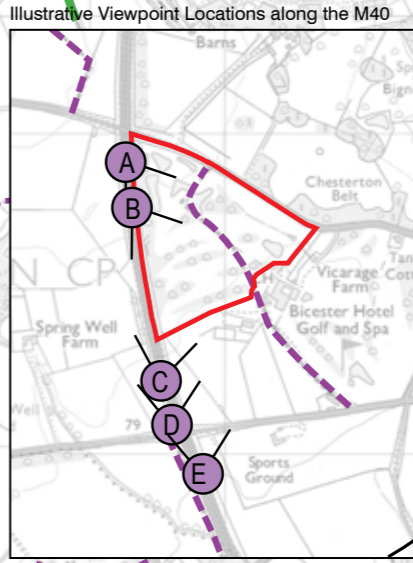 Illustrative Viewpoint Locations along the M40
Barns
A
B
Chesterton
Belt
N CP
Vicarage
Farm
Bicester Hotel
Golf and Spa
Spring Well
Farm
C
79
D
E
Sports
Ground